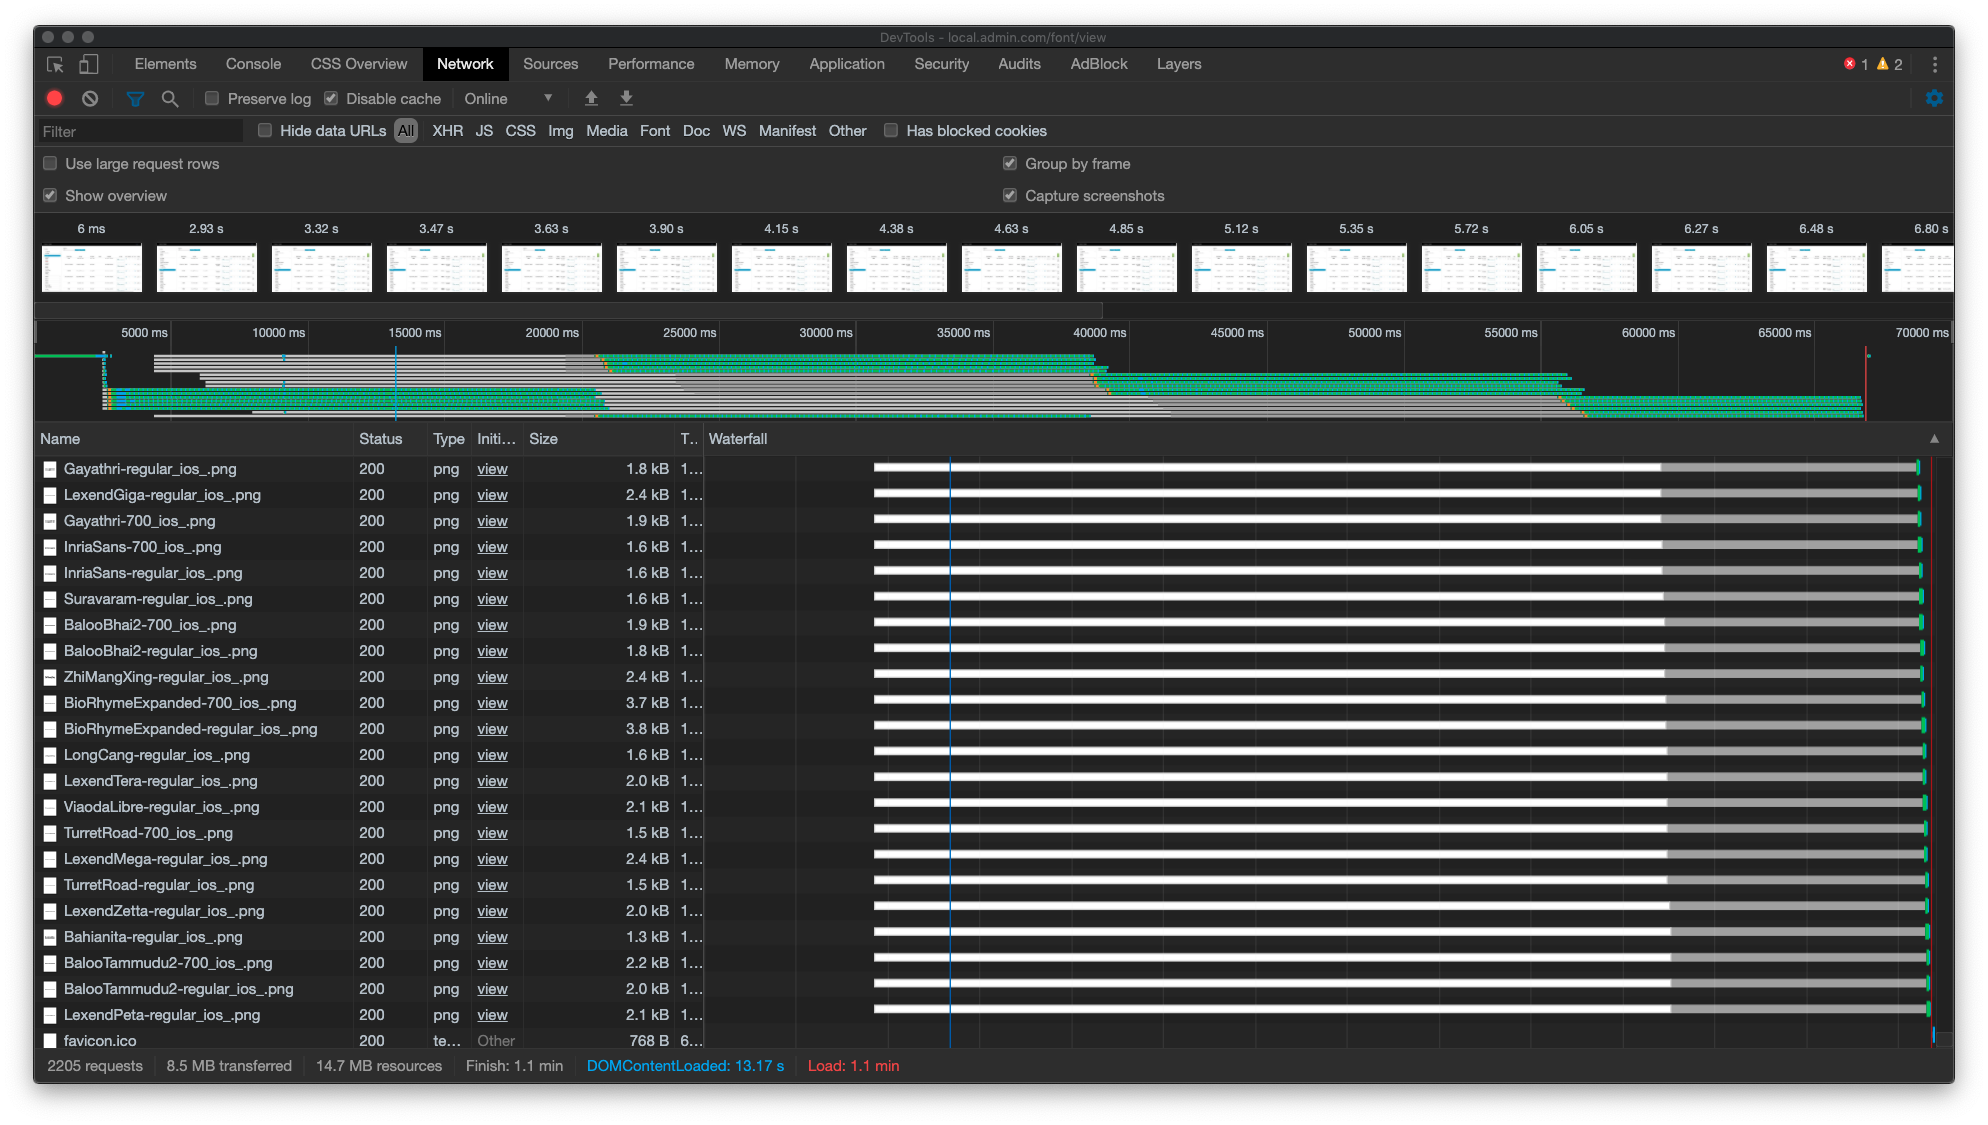 DevTools - local.admin.com/font/view
Elements Console CSS Overview Network Sources Performance Memory Application Security Audits AdBlock Layers 1 2
Preserve log Disable cache Online
Filter Hide data URLs All XHR JS CSS Img Media Font Doc WS Manifest Other Has blocked cookies
Use large request rows Group by frame
Show overview Capture screenshots
6 ms 2.93 s 3.32 s 3.47 s 3.63 s 3.90 s 4.15 s 4.38 s 4.63 s 4.85 s 5.12 s 5.35 s 5.72 s 6.05 s 6.27 s 6.48 s 6.80 s
5000 ms 10000 ms 15000 ms 20000 ms 25000 ms 30000 ms 35000 ms 40000 ms 45000 ms 50000 ms 55000 ms 60000 ms 65000 ms 70000 ms
Name Status Type Initi... Size T.. Waterfall
Gayathri-regular_ios_.png 200 png view 1.8 kB 1...
LexendGiga-regular_ios_.png 200 png view 2.4 kB 1...
Gayathri-700_ios_.png 200 png view 1.9 kB 1...
InriaSans-700_ios_.png 200 png view 1.6 kB 1...
InriaSans-regular_ios_.png 200 png view 1.6 kB 1...
Suravaram-regular_ios_.png 200 png view 1.6 kB 1...
BalooBhai2-700_ios_.png 200 png view 1.9 kB 1...
BalooBhai2-regular_ios_.png 200 png view 1.8 kB 1...
ZhiMangXing-regular_ios_.png 200 png view 2.4 kB 1...
BioRhymeExpanded-700_ios_.png 200 png view 3.7 kB 1...
BioRhymeExpanded-regular_ios_.png 200 png view 3.8 kB 1...
LongCang-regular_ios_.png 200 png view 1.6 kB 1...
LexendTera-regular_ios_.png 200 png view 2.0 kB 1...
ViaodaLibre-regular_ios_.png 200 png view 2.1 kB 1...
TurretRoad-700_ios_.png 200 png view 1.5 kB 1...
LexendMega-regular_ios_.png 200 png view 2.4 kB 1...
TurretRoad-regular_ios_.png 200 png view 1.5 kB 1...
LexendZetta-regular_ios_.png 200 png view 2.0 kB 1...
Bahianita-regular_ios_.png 200 png view 1.3 kB 1...
BalooTammudu2-700_ios_.png 200 png view 2.2 kB 1...
BalooTammudu2-regular_ios_.png 200 png view 2.0 kB 1...
LexendPeta-regular_ios_.png 200 png view 2.1 kB 1...
favicon.ico 200 te... Other 768 B 6...
2205 requests 8.5 MB transferred 14.7 MB resources Finish: 1.1 min DOMContentLoaded: 13.17 s Load: 1.1 min